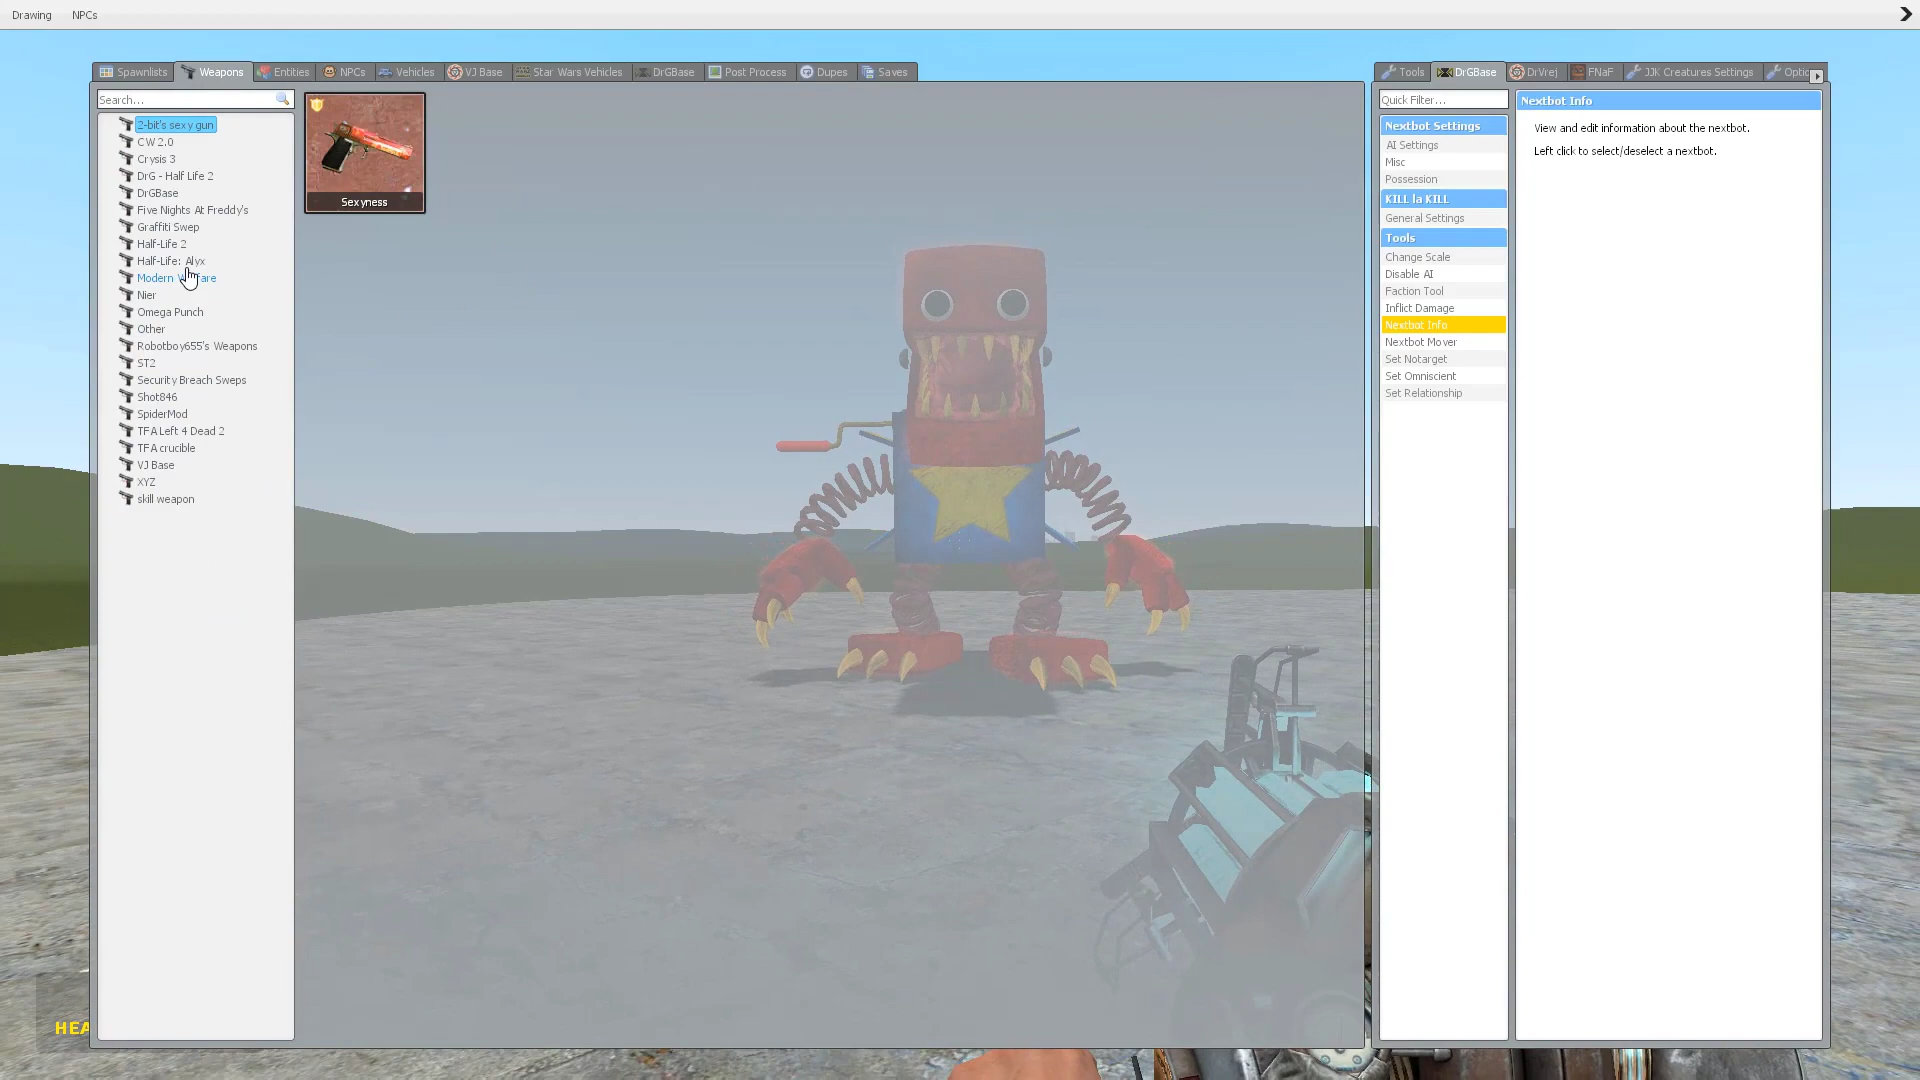 Drawing NPCs
Spawnlists Weapons Entities NPCs Vehicles VJ Base Star Wars Vehicles DrGBase Post Process Dupes Saves
Search...
2-bit's sexy gun
CW 2.0
Crysis 3
DrG - Half Life 2
DrGBase
Five Nights At Freddy's
Graffiti Swep
Half-Life 2
Half-Life: Alyx
Modern
Nier
Omega Punch
Other
Robotboy655's Weapons
ST2
Security Breach Sweps
Shot846
SpiderMod
TFA Left 4 Dead 2
TFA crucible
VJ Base
XYZ
skill weapon
Sexyness
HEA
Tools DrGBase DrVrej FNaF JJK Creatures Settings Optio
Quick Filter...
Nextbot Settings
AI Settings
Misc
Possession
KILL la KILL
General Settings
Tools
Change Scale
Disable AI
Faction Tool
Inflict Damage
Nextbot Info
Nextbot Mover
Set Notarget
Set Omniscient
Set Relationship
Nextbot Info
View and edit information about the nextbot.
Left click to select/deselect a nextbot.